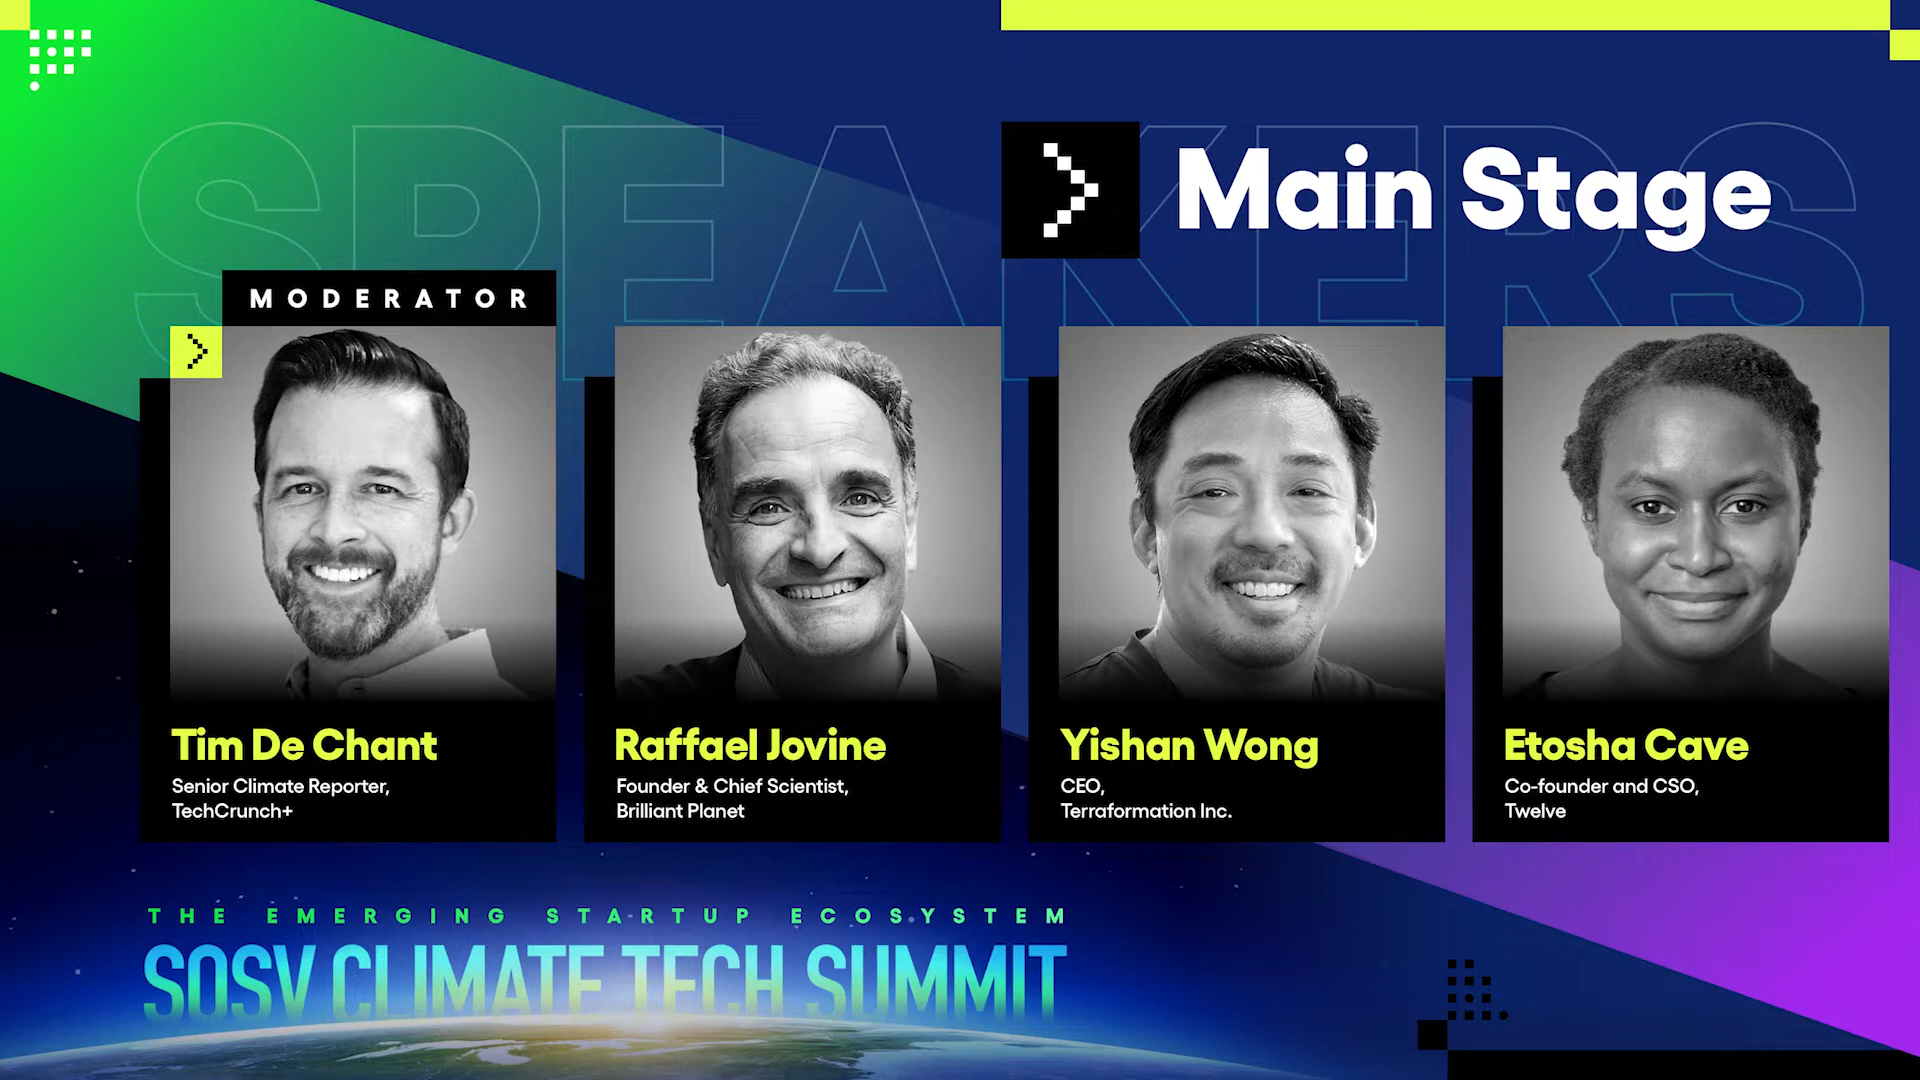 SPEAKERS
Main Stage
MODERATOR
Tim De Chant
Senior Climate Reporter,
TechCrunch+
Raffael Jovine
Founder & Chief Scientist,
Brilliant Planet
Yishan Wong
CEO,
Terraformation Inc.
Etosha Cave
Co-founder and CSO,
Twelve
THE EMERGING STARTUP ECOSYSTEM
SOSV CLIMATE TECH SUMMIT